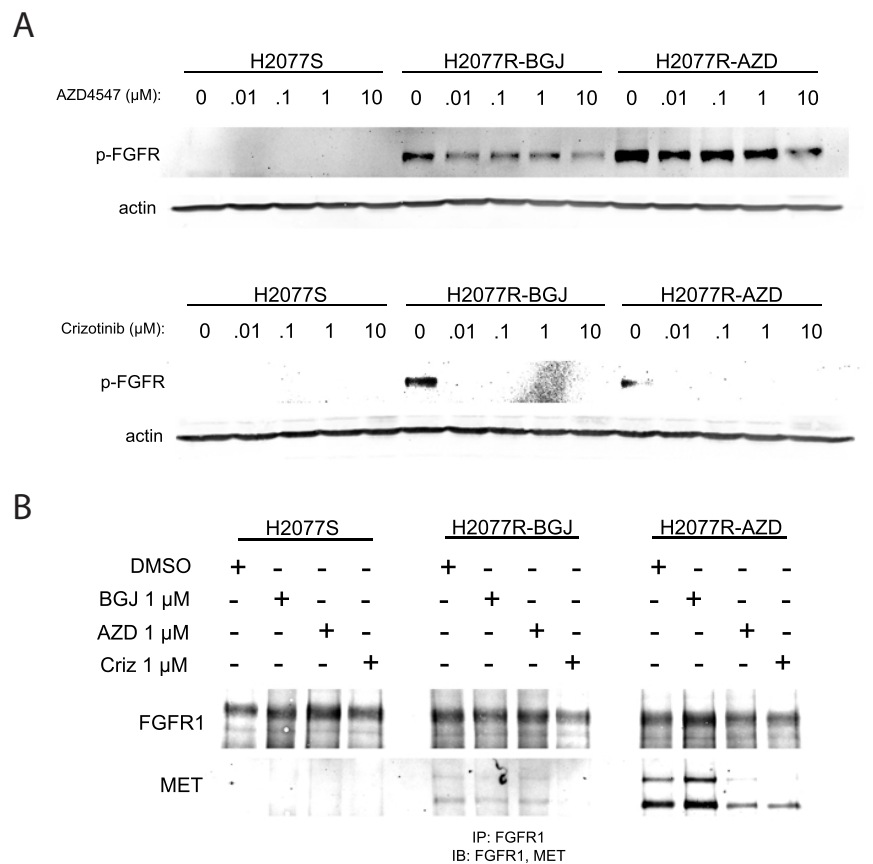 A
H2077S H2077R-BGJ H2077R-AZD
AZD4547 (µM): 0 .01 .1 1 10 0 .01 .1 1 10 0 .01 .1 1 10
p-FGFR
actin
H2077S H2077R-BGJ H2077R-AZD
Crizotinib (µM): 0 .01 .1 1 10 0 .01 .1 1 10 0 .01 .1 1 10
p-FGFR
actin
B
H2077S H2077R-BGJ H2077R-AZD
DMSO + - - - + - - - + - - -
BGJ 1 µM - + - - - + - - - + - -
AZD 1 µM - - + - - - + - - - + -
Criz 1 µM - - - + - - - + - - - +
FGFR1
MET
IP: FGFR1
IB: FGFR1, MET